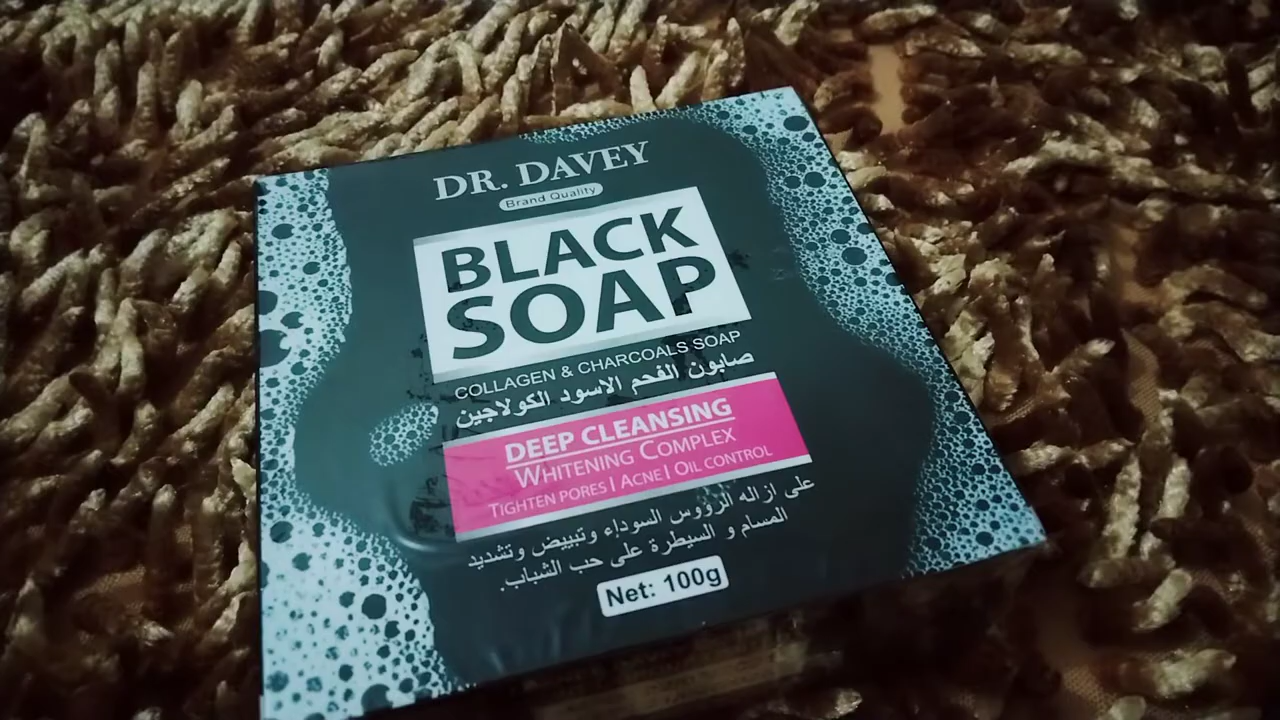 DR. DAVEY
Brand Quality
BLACK
SOAP
COLLAGEN & CHARCOALS SOAP
صابون الفحم الاسود الكولاجين
DEEP CLEANSING
WHITENING COMPLEX
TIGHTEN PORES | ACNE | OIL CONTROL
على ازاله الرؤوس السوداء وتبييض وتشديد
المسام و السيطرة على حب الشباب.
Net: 100g